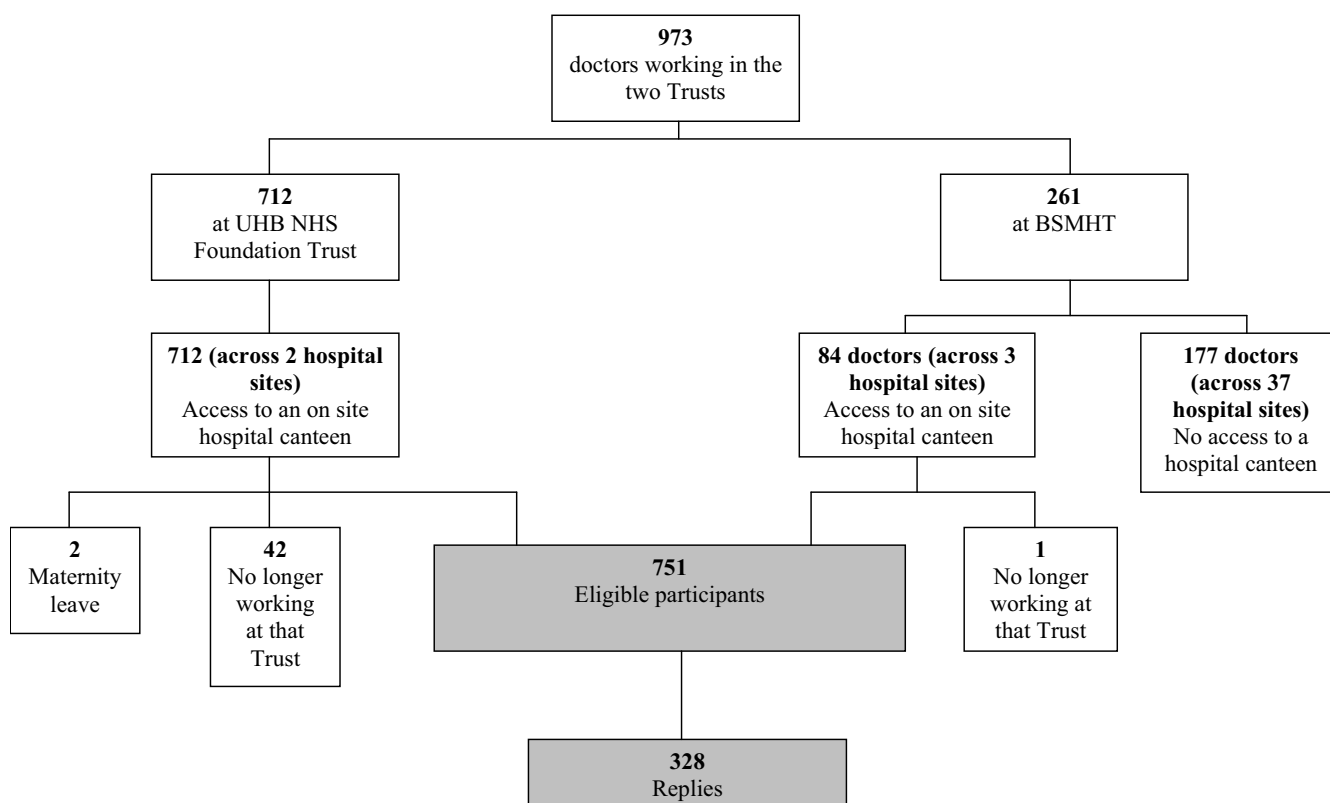 973
doctors working in the
two Trusts
712
at UHB NHS
Foundation Trust
261
at BSMHT
712 (across 2 hospital
sites)
Access to an on site
hospital canteen
84 doctors (across 3
hospital sites)
Access to an on site
hospital canteen
177 doctors
(across 37
hospital sites)
No access to a
hospital canteen
2
Maternity
leave
42
No longer
working
at that
Trust
751
Eligible participants
1
No longer
working at
that Trust
328
Replies